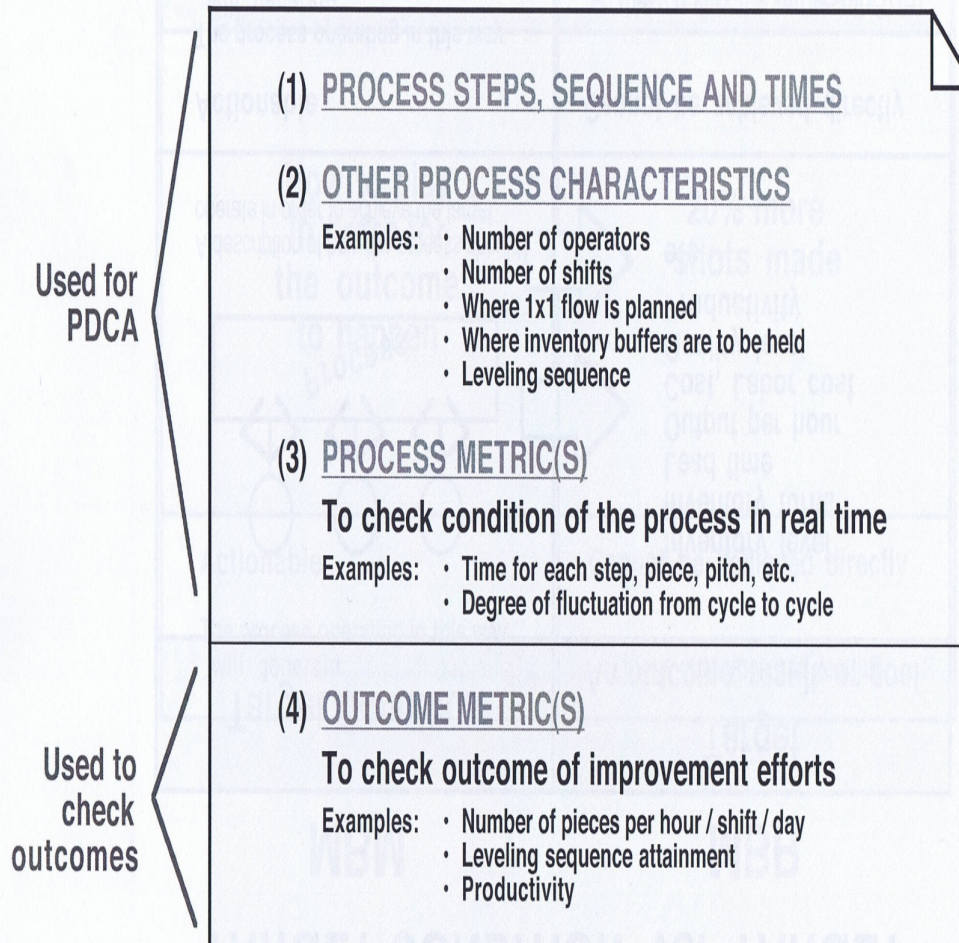 (1) PROCESS STEPS, SEQUENCE AND TIMES
(2) OTHER PROCESS CHARACTERISTICS
Examples: • Number of operators
• Number of shifts
• Where 1x1 flow is planned
• Where inventory buffers are to be held
• Leveling sequence
Used for
PDCA
(3) PROCESS METRIC(S)
To check condition of the process in real time
Examples: • Time for each step, piece, pitch, etc.
• Degree of fluctuation from cycle to cycle
(4) OUTCOME METRIC(S)
To check outcome of improvement efforts
Examples: • Number of pieces per hour / shift / day
• Leveling sequence attainment
• Productivity
Used to
check
outcomes